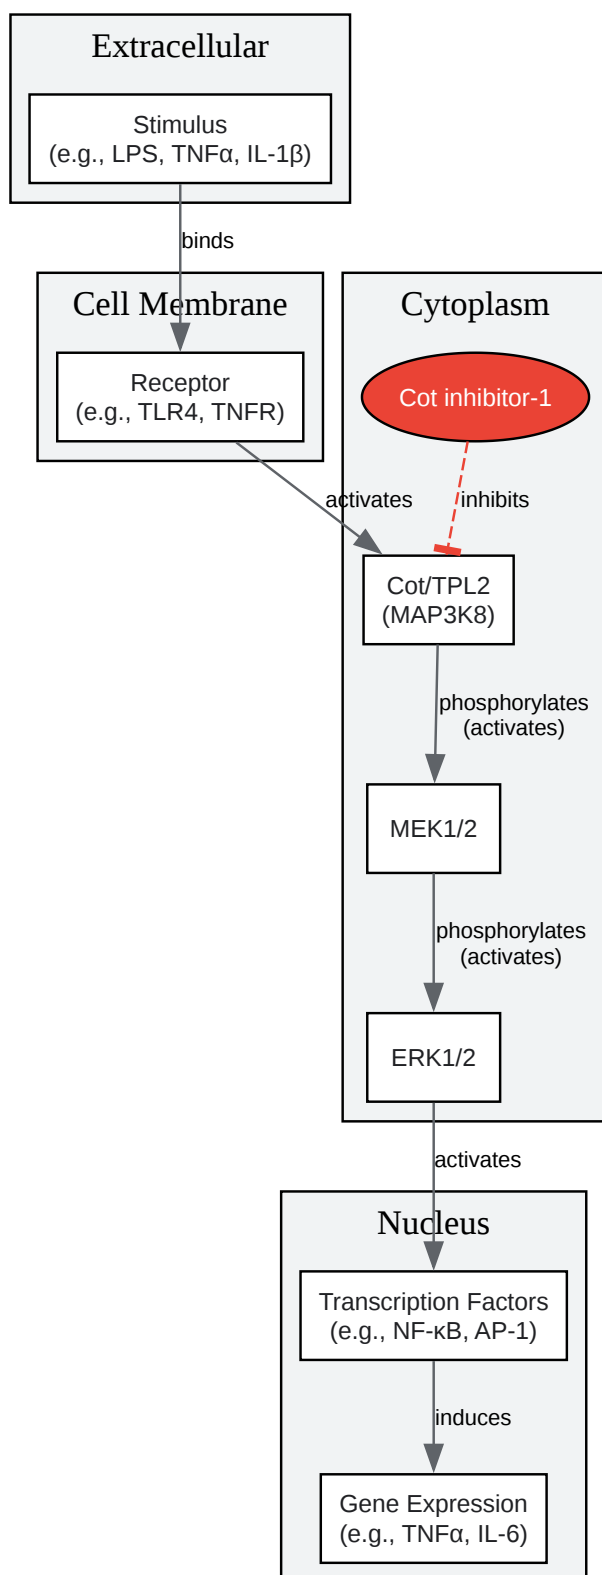 Extracellular
Stimulus
(e.g., LPS, TNFα, IL-1β)
binds
Cell Membrane
Receptor
(e.g., TLR4, TNFR)
Cytoplasm
Cot inhibitor-1
activates
inhibits
Cot/TPL2
(MAP3K8)
phosphorylates
(activates)
MEK1/2
phosphorylates
(activates)
ERK1/2
activates
Nucleus
Transcription Factors
(e.g., NF-κB, AP-1)
induces
Gene Expression
(e.g., TNFα, IL-6)